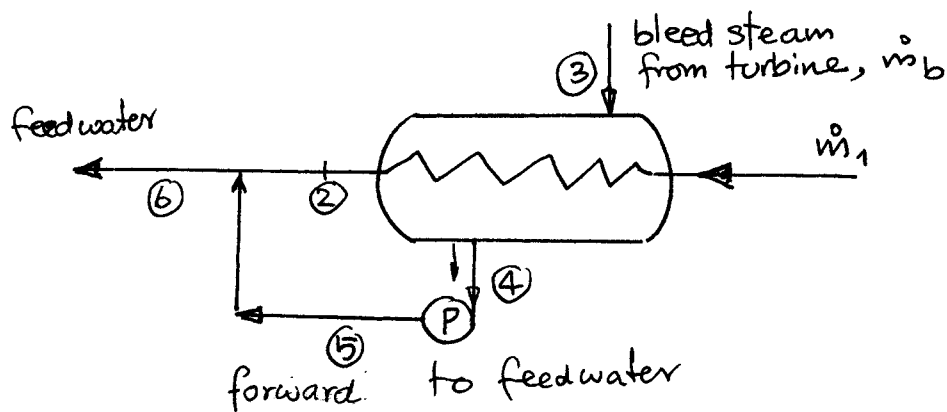 bleed steam
③ from turbine, ṁb
feedwater
ṁ1
⑥ ②
④
P
⑤
forward. to feedwater